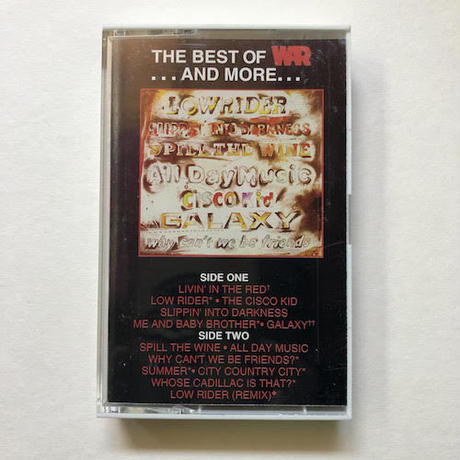 THE BEST OF WAR
...AND MORE...
LOWRIDER
SLIPPIN' INTO DARKNESS
SPILL THE WINE
All Day Music
Cisco Kid
GALAXY
why can't we be friends
SIDE ONE
LIVIN' IN THE RED†
LOW RIDER* • THE CISCO KID
SLIPPIN' INTO DARKNESS
ME AND BABY BROTHER* • GALAXY††
SIDE TWO
SPILL THE WINE • ALL DAY MUSIC
WHY CAN'T WE BE FRIENDS?*
SUMMER* • CITY COUNTRY CITY*
WHOSE CADILLAC IS THAT?*
LOW RIDER (REMIX)♦